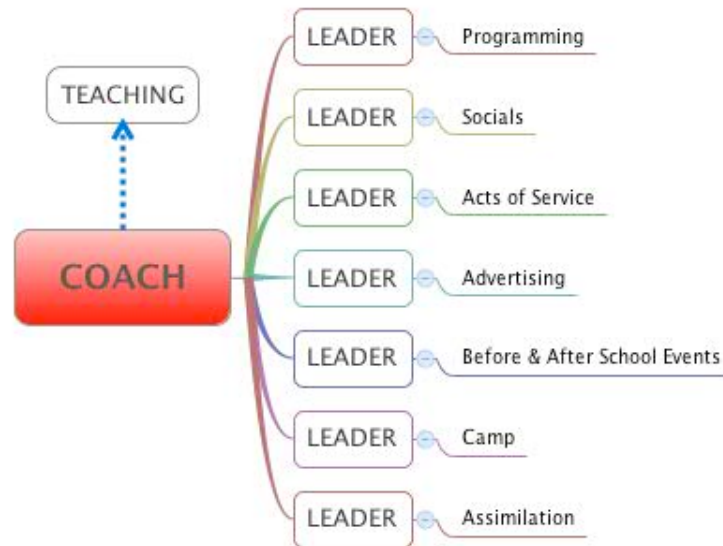 TEACHING
COACH
LEADER Programming
LEADER Socials
LEADER Acts of Service
LEADER Advertising
LEADER Before & After School Events
LEADER Camp
LEADER Assimilation